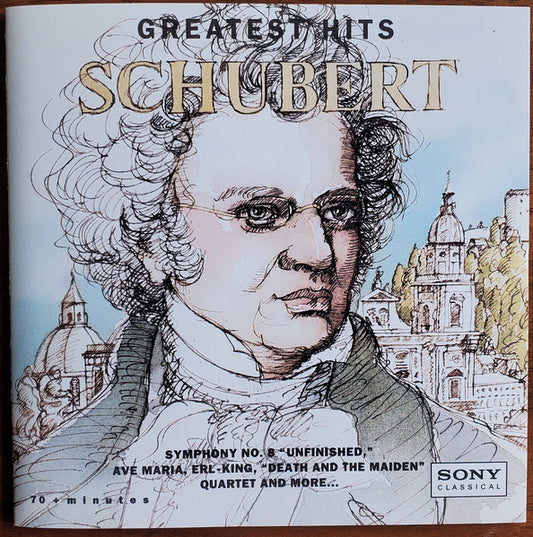 GREATEST HITS
SCHUBERT
SYMPHONY NO. 8 "UNFINISHED,"
AVE MARIA, ERL-KING, "DEATH AND THE MAIDEN"
QUARTET AND MORE...
70 + minutes
SONY
CLASSICAL